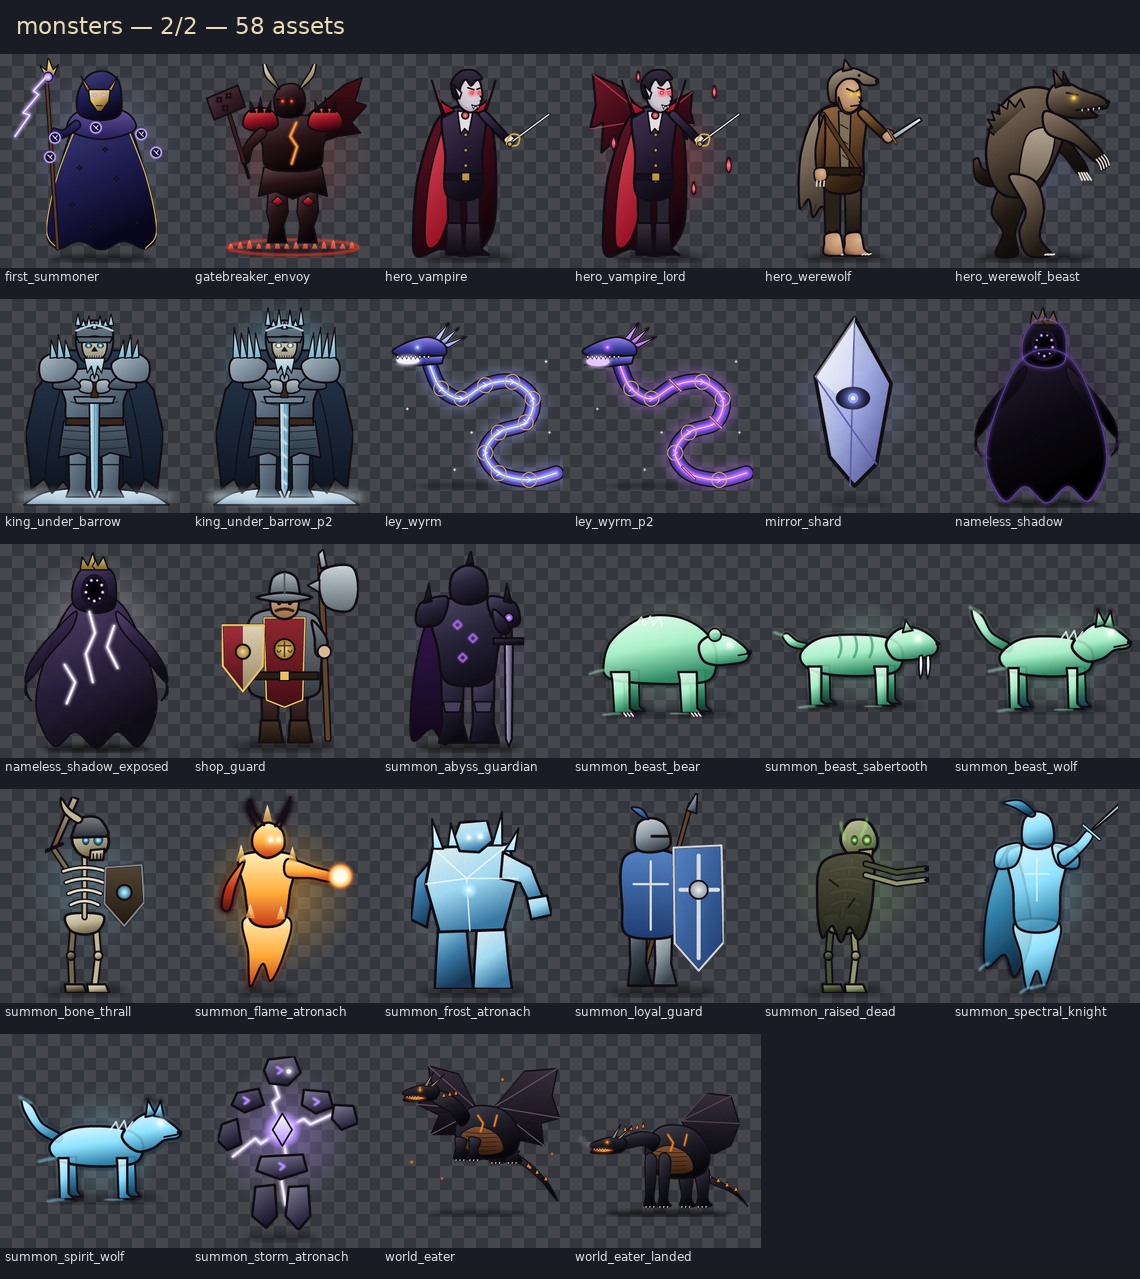 monsters — 2/2 — 58 assets
first_summoner
gatebreaker_envoy
hero_vampire
hero_vampire_lord
hero_werewolf
hero_werewolf_beast
king_under_barrow
king_under_barrow_p2
ley_wyrm
ley_wyrm_p2
mirror_shard
nameless_shadow
nameless_shadow_exposed
shop_guard
summon_abyss_guardian
summon_beast_bear
summon_beast_sabertooth
summon_beast_wolf
summon_bone_thrall
summon_flame_atronach
summon_frost_atronach
summon_loyal_guard
summon_raised_dead
summon_spectral_knight
summon_spirit_wolf
summon_storm_atronach
world_eater
world_eater_landed